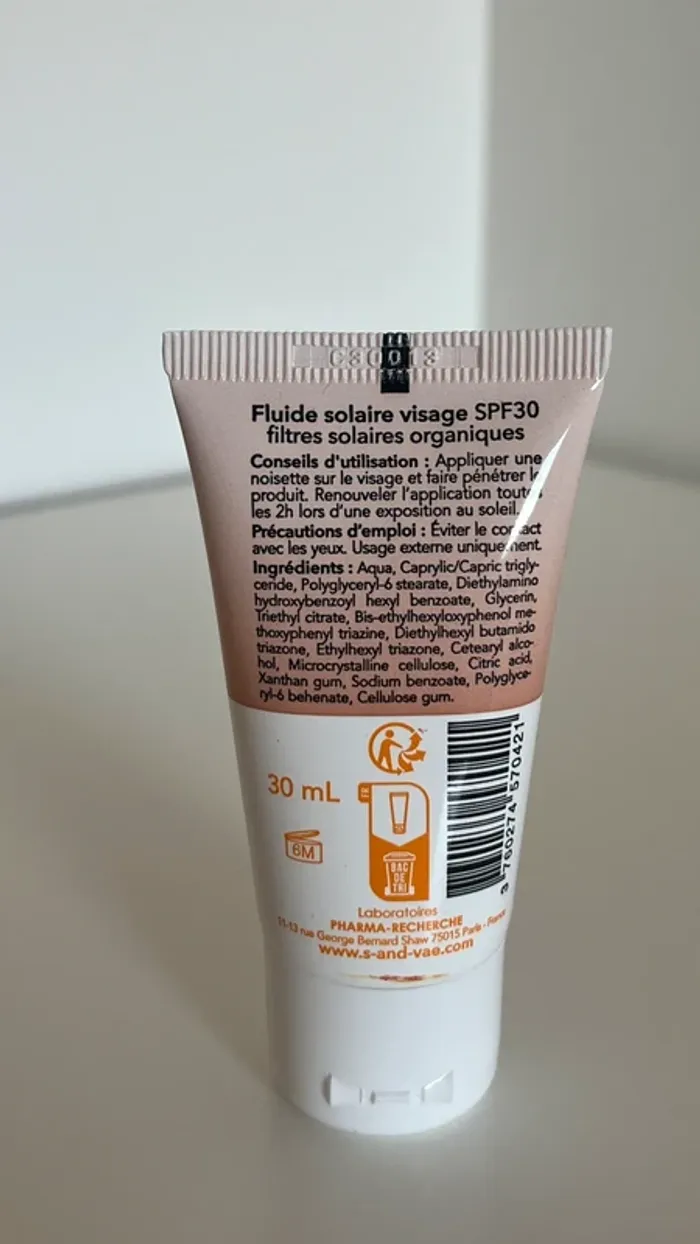 C30013
Fluide solaire visage SPF30
filtres solaires organiques
Conseils d'utilisation : Appliquer une
noisette sur le visage et faire pénétrer le
produit. Renouveler l'application toutes
les 2h lors d'une exposition au soleil.
Précautions d'emploi : Éviter le contact
avec les yeux. Usage externe uniquement.
Ingrédients : Aqua, Caprylic/Capric trigly-
ceride, Polyglyceryl-6 stearate, Diethylamino
hydroxybenzoyl hexyl benzoate, Glycerin,
Triethyl citrate, Bis-ethylhexyloxyphenol me-
thoxyphenyl triazine, Diethylhexyl butamido
triazone, Ethylhexyl triazone, Cetearyl alco-
hol, Microcrystalline cellulose, Citric acid,
Xanthan gum, Sodium benzoate, Polyglyce-
ryl-6 behenate, Cellulose gum.
30 mL
FR
6M
BAC
DE
TRI
3 760274 570421
Laboratoires
PHARMA-RECHERCHE
11-13 rue George Bernard Shaw 75015 Paris - France
www.s-and-vae.com